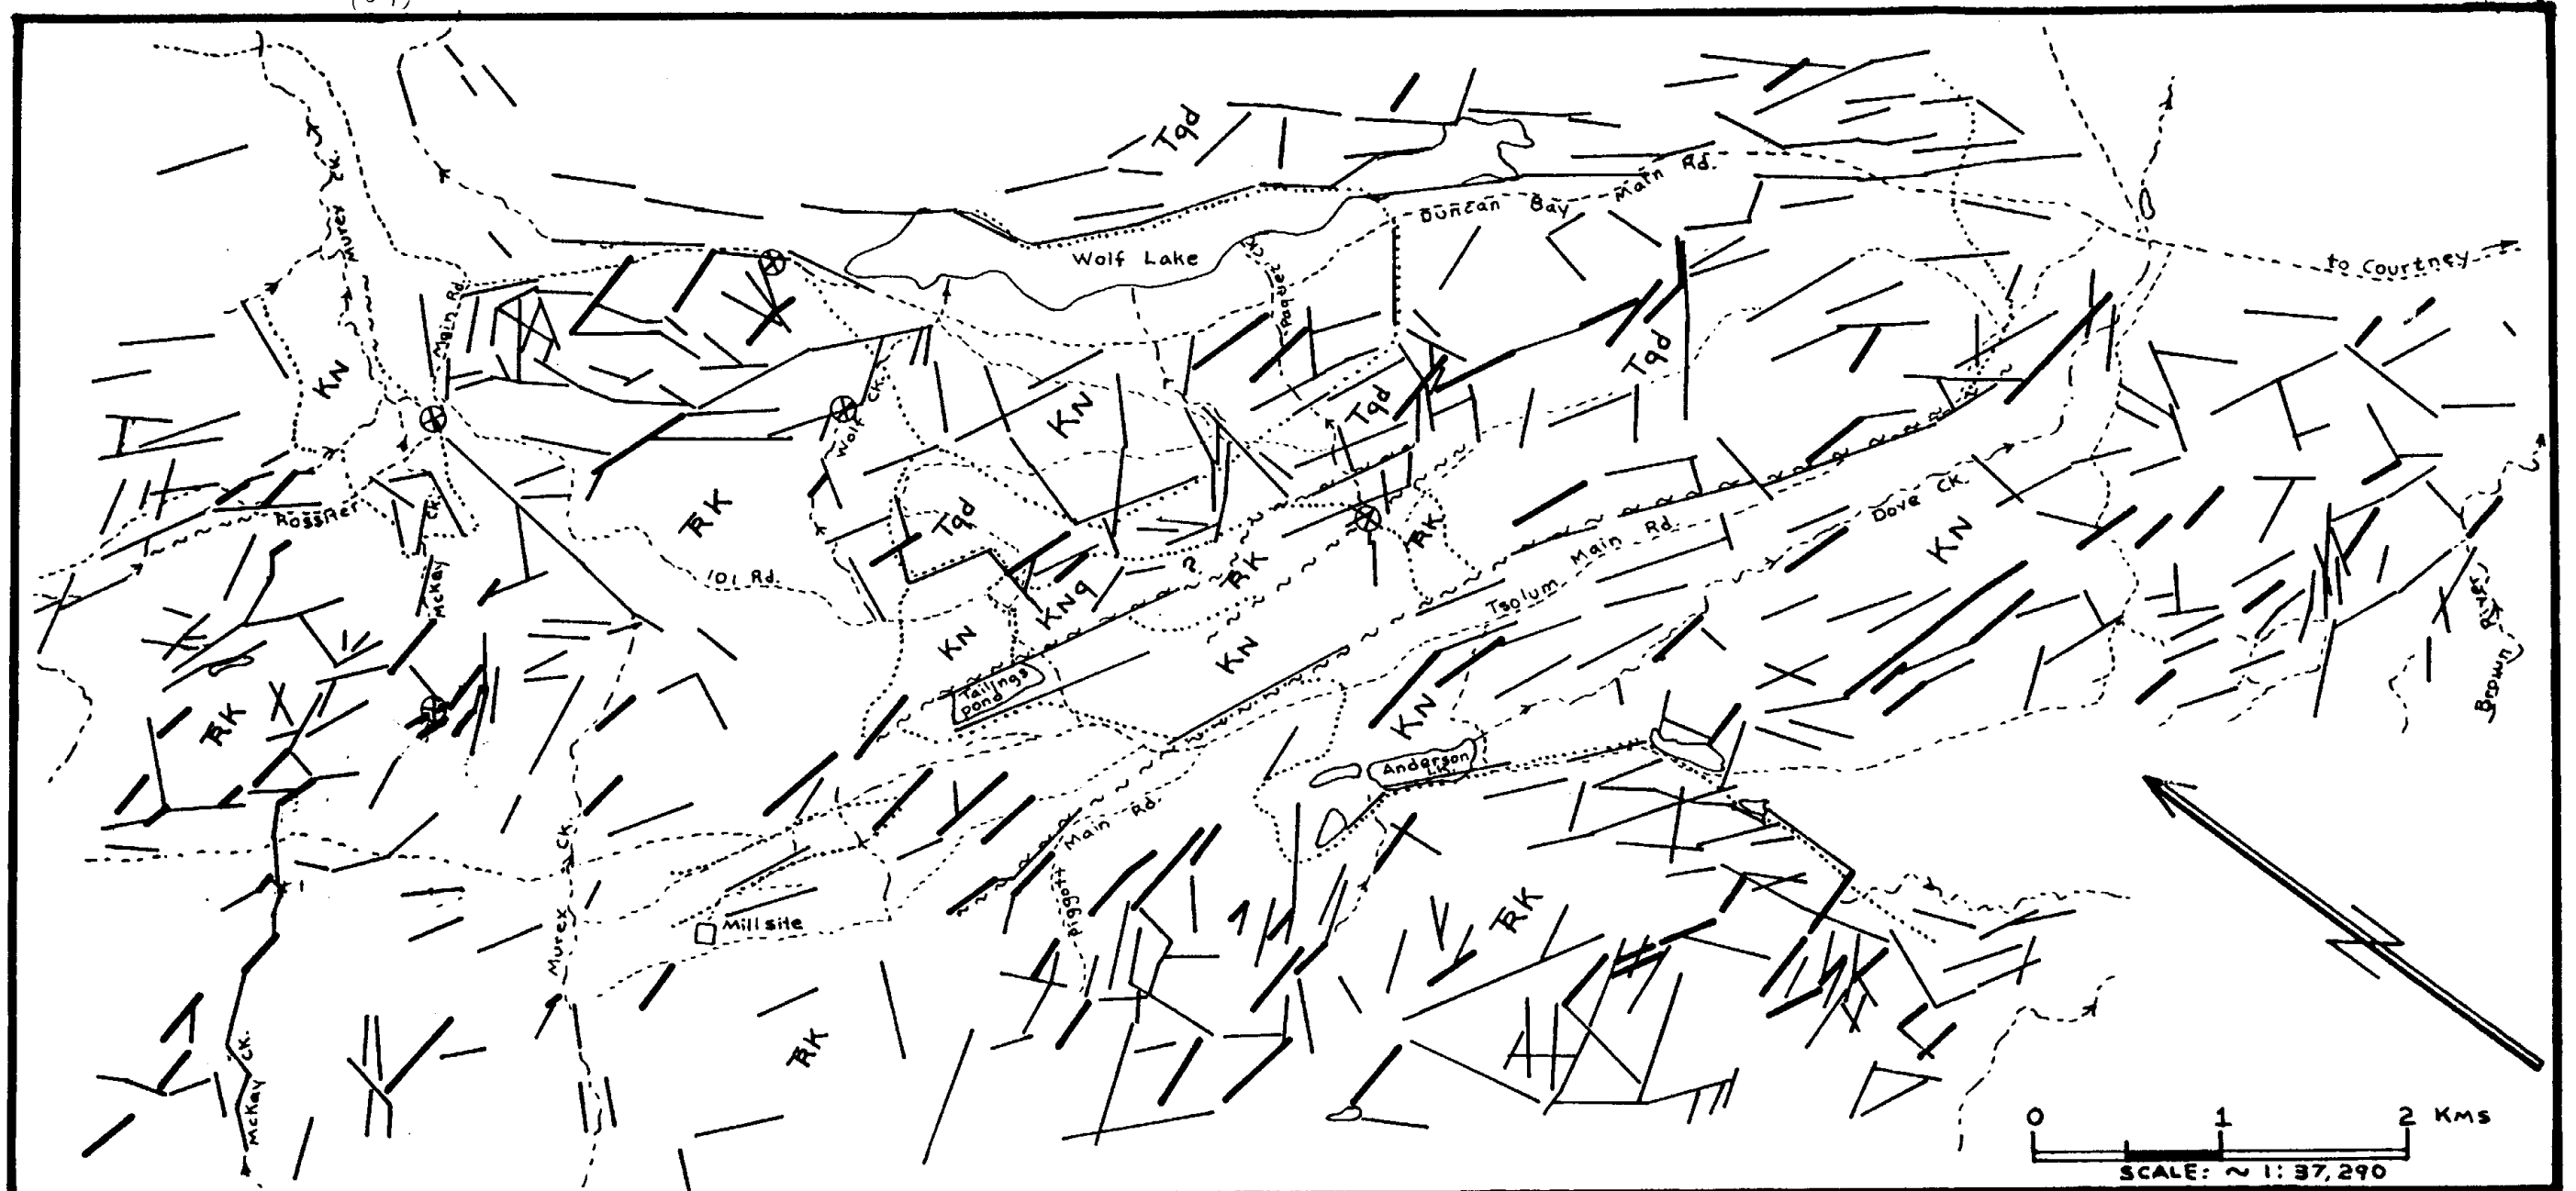 Tqd
Murex Ck.
KN
Main Rd.
Duncan Bay Main Rd.
Wolf Lake
Paquet Ck.
to Courtney
Tqd
Tqd
KN
Wolf Ck.
Rossiter
Ck.
McKay
TRK
Tqd
TRK
Tsolum Main Rd.
Dove Ck.
KN
101 Rd.
?
KNq
TRK
KN
KN
Tailings
pond
TRK
KN
Anderson
LK.
Brown River
Murex Ck.
Mill site
Piggott Main Rd.
TRK
TRK
McKay Ck.
0 1 2 KMS
SCALE: ~ 1:37,290